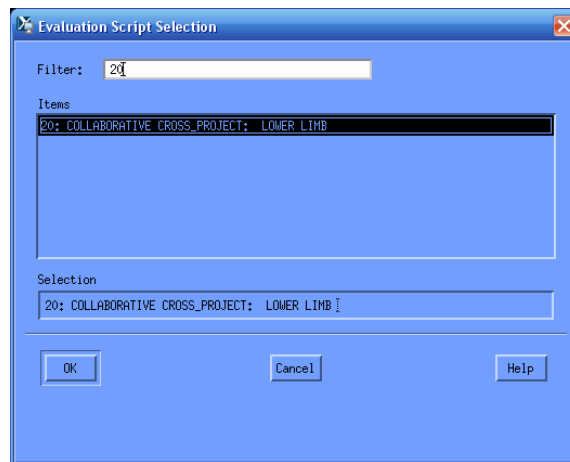 Evaluation Script Selection
Filter: 20
Items
20: COLLABORATIVE CROSS_PROJECT: LOWER LIMB
Selection
20: COLLABORATIVE CROSS_PROJECT: LOWER LIMB
OK Cancel Help